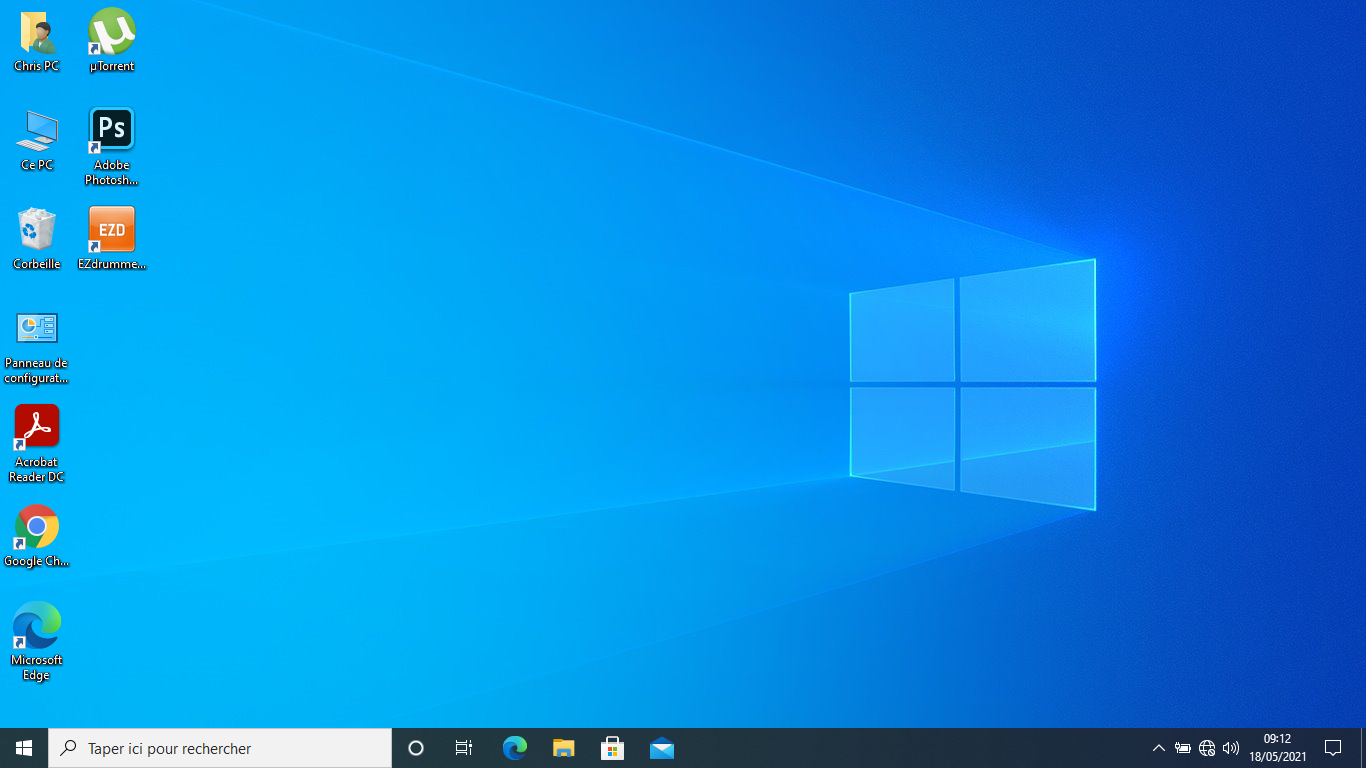 Chris PC
µTorrent
Ce PC
Ps
Adobe
Photosh...
Corbeille
EZD
EZdrumme...
Panneau de
configurat...
Acrobat
Reader DC
Google Ch...
Microsoft
Edge
Taper ici pour rechercher
09:12
18/05/2021